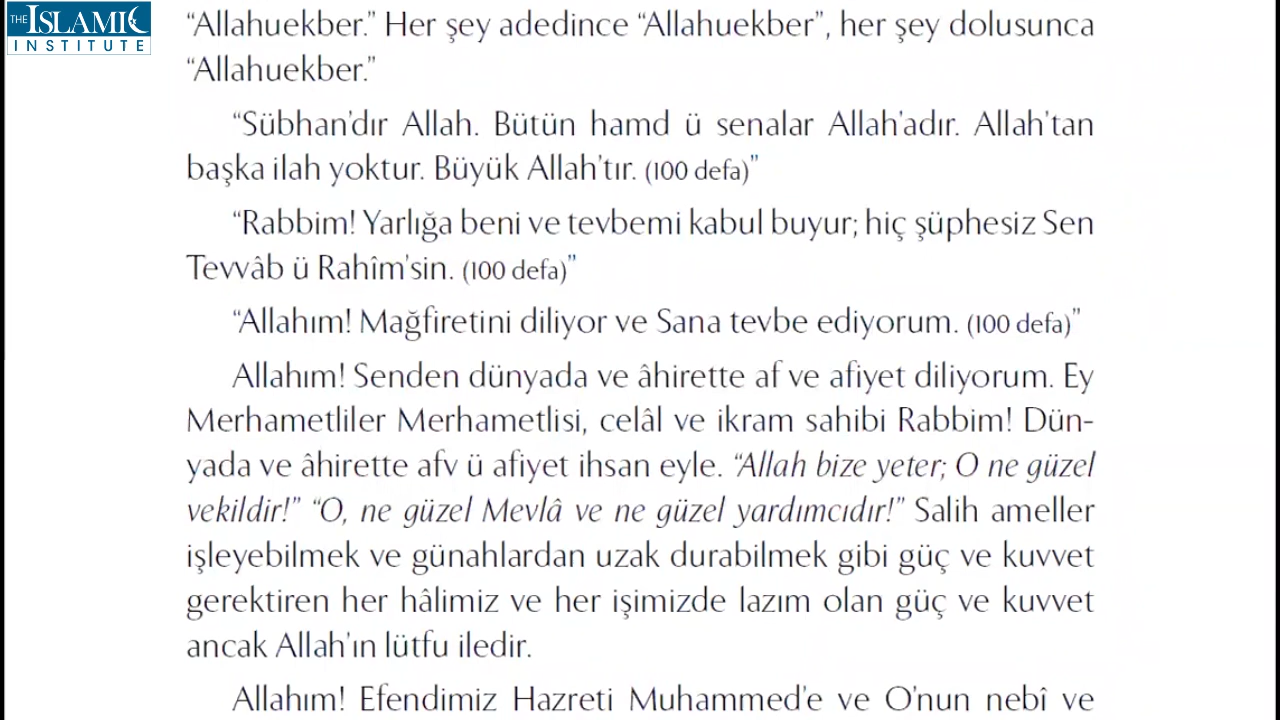 THE ISLAMIC
INSTITUTE
“Allahuekber.” Her şey adedince “Allahuekber”, her şey dolusunca
“Allahuekber.”
“Sübhan’dır Allah. Bütün hamd ü senalar Allah’adır. Allah’tan
başka ilah yoktur. Büyük Allah’tır. (100 defa)”
“Rabbim! Yarlığa beni ve tevbemi kabul buyur; hiç şüphesiz Sen
Tevvâb ü Rahîm’sin. (100 defa)”
“Allahım! Mağfiretini diliyor ve Sana tevbe ediyorum. (100 defa)”
Allahım! Senden dünyada ve âhirette af ve afiyet diliyorum. Ey
Merhametliler Merhametlisi, celâl ve ikram sahibi Rabbim! Dün-
yada ve âhirette afv ü afiyet ihsan eyle. “Allah bize yeter; O ne güzel
vekildir!” “O, ne güzel Mevlâ ve ne güzel yardımcıdır!” Salih ameller
işleyebilmek ve günahlardan uzak durabilmek gibi güç ve kuvvet
gerektiren her hâlimiz ve her işimizde lazım olan güç ve kuvvet
ancak Allah’ın lütfu iledir.
Allahım! Efendimiz Hazreti Muhammed’e ve O’nun nebî ve